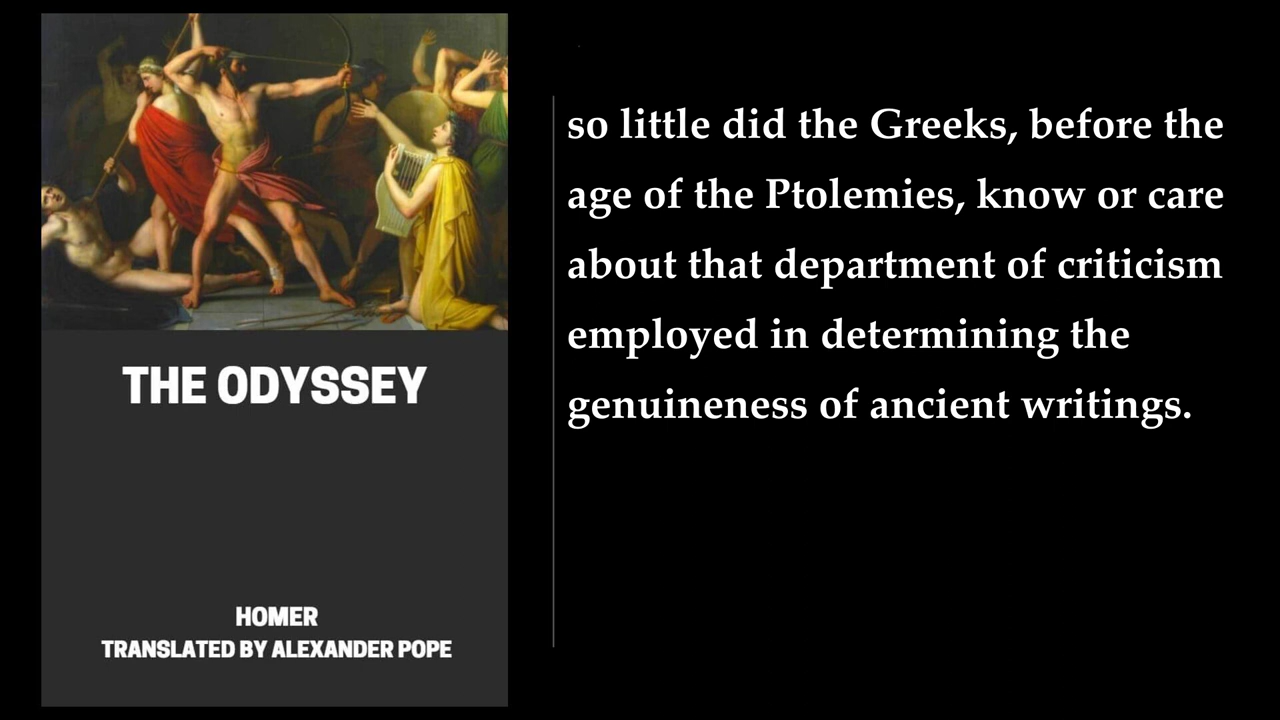 THE ODYSSEY
HOMER
TRANSLATED BY ALEXANDER POPE
so little did the Greeks, before the
age of the Ptolemies, know or care
about that department of criticism
employed in determining the
genuineness of ancient writings.